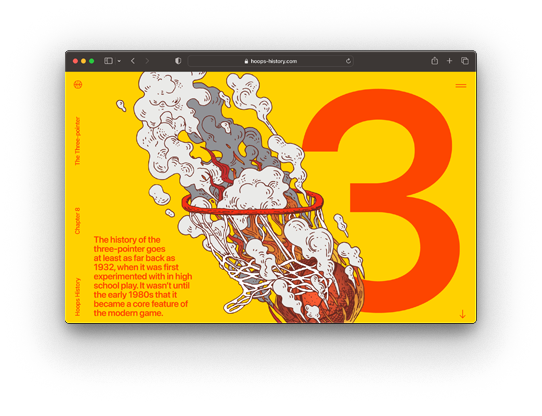 hoops-history.com
The Three-pointer
Chapter 8
Hoops History
3
The history of the
three-pointer goes
at least as far back as
1932, when it was first
experimented with in high
school play. It wasn't until
the early 1980s that it
became a core feature of
the modern game.